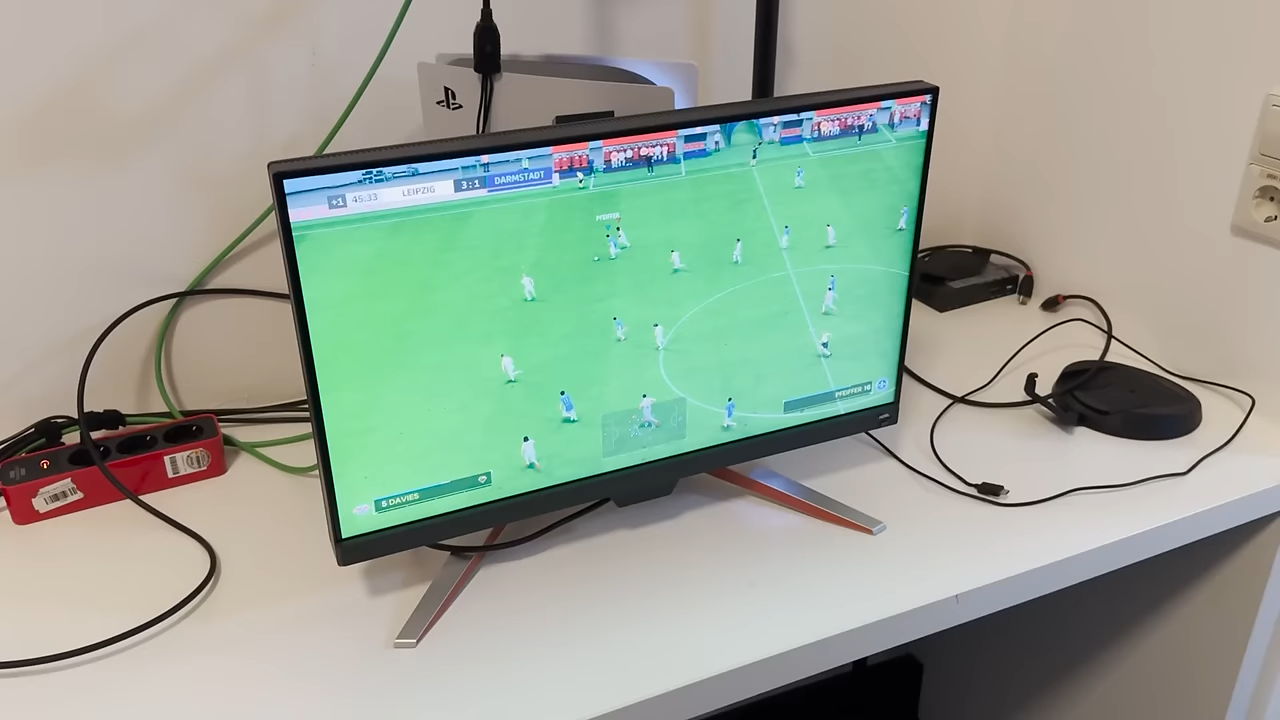 +1 45:33 LEIPZIG 3:1 DARMSTADT
PFEIFFER
PFEIFFER 16
5 DAVIES